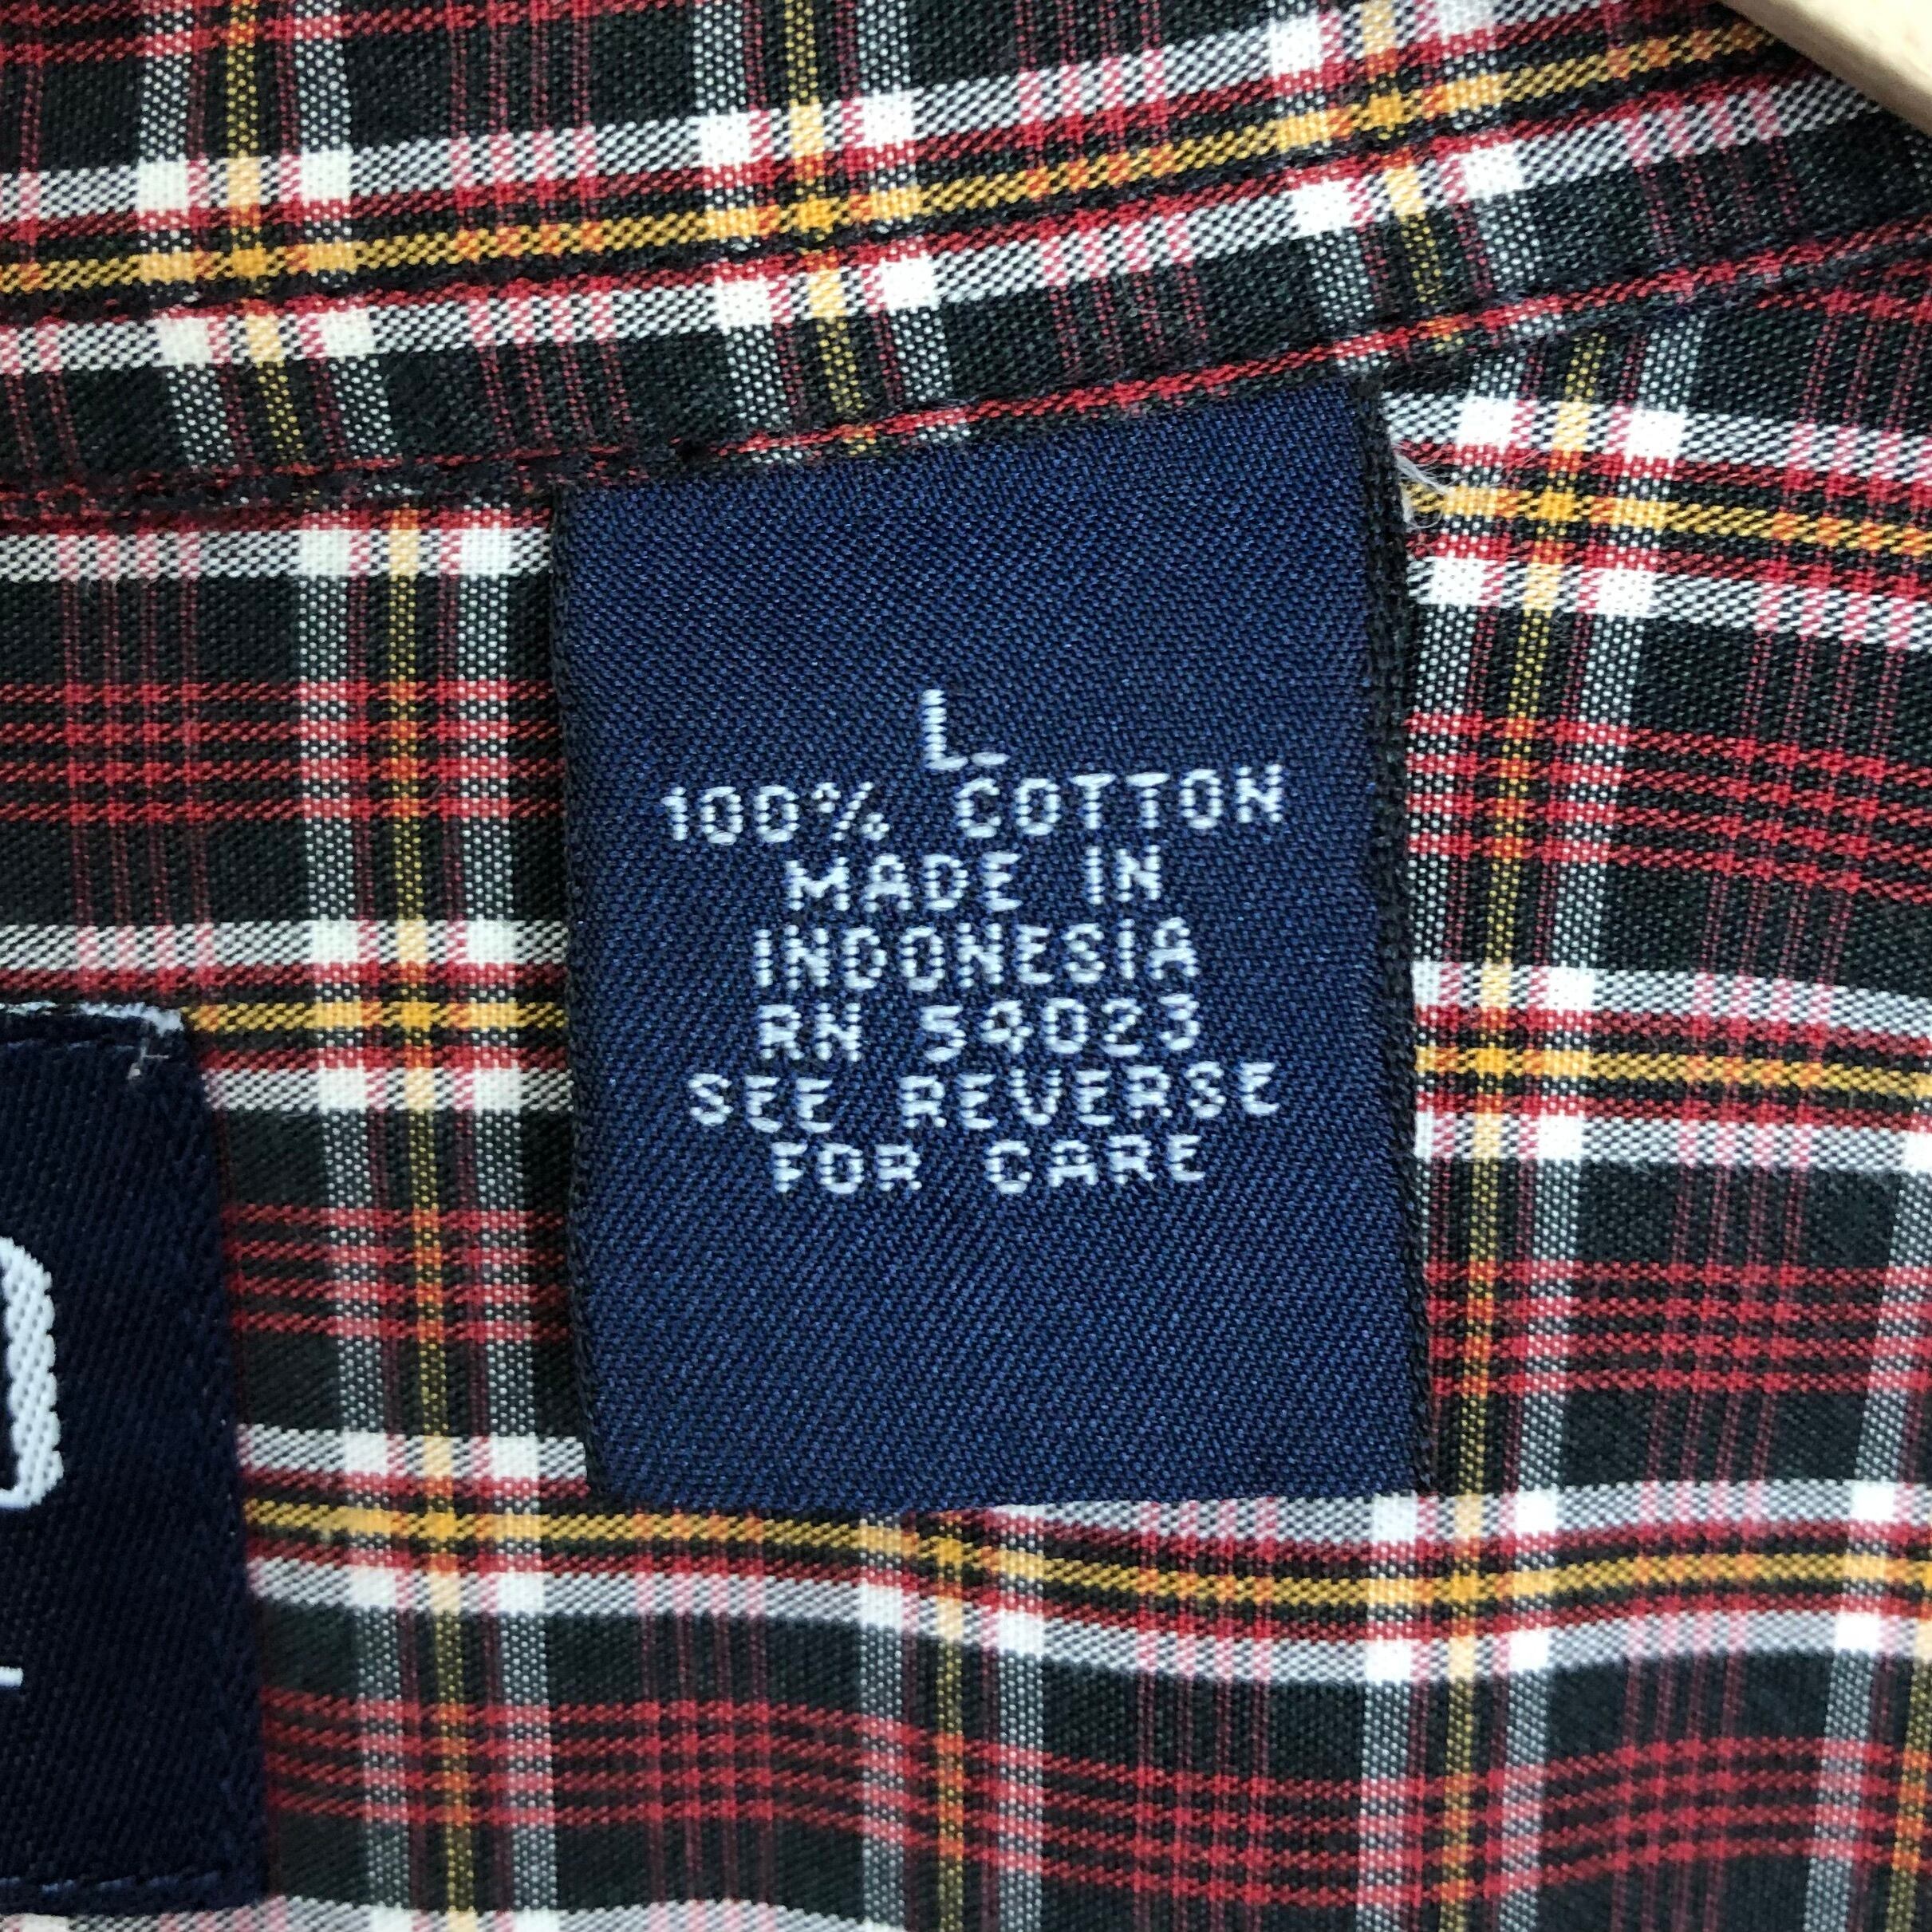 L
100% COTTON
MADE IN
INDONESIA
RN 54023
SEE REVERSE
FOR CARE